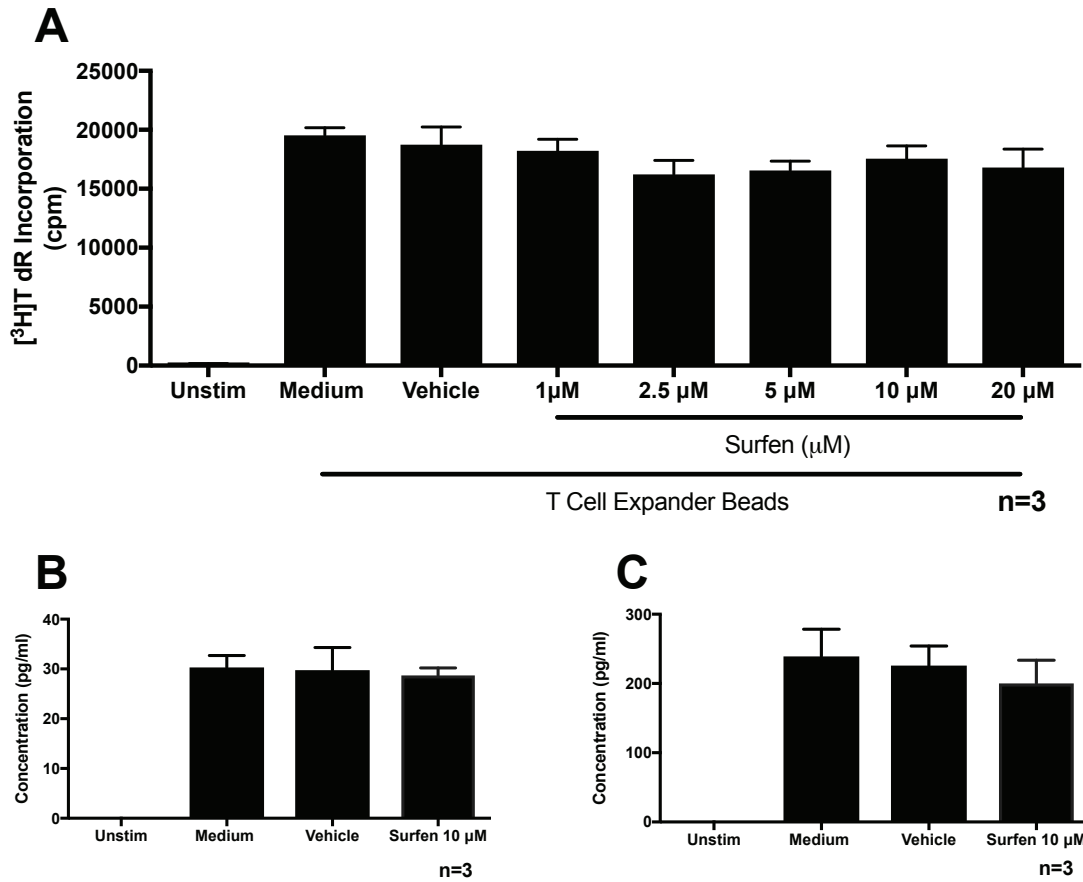 A
[³H]T dR Incorporation
(cpm)
25000
20000
15000
10000
5000
0
Unstim Medium Vehicle 1µM 2.5 µM 5 µM 10 µM 20 µM
Surfen (μM)
T Cell Expander Beads n=3
B
Concentration (pg/ml)
40
30
20
10
0
Unstim Medium Vehicle Surfen 10 µM
n=3
C
Concentration (pg/ml)
300
200
100
0
Unstim Medium Vehicle Surfen 10 µM
n=3